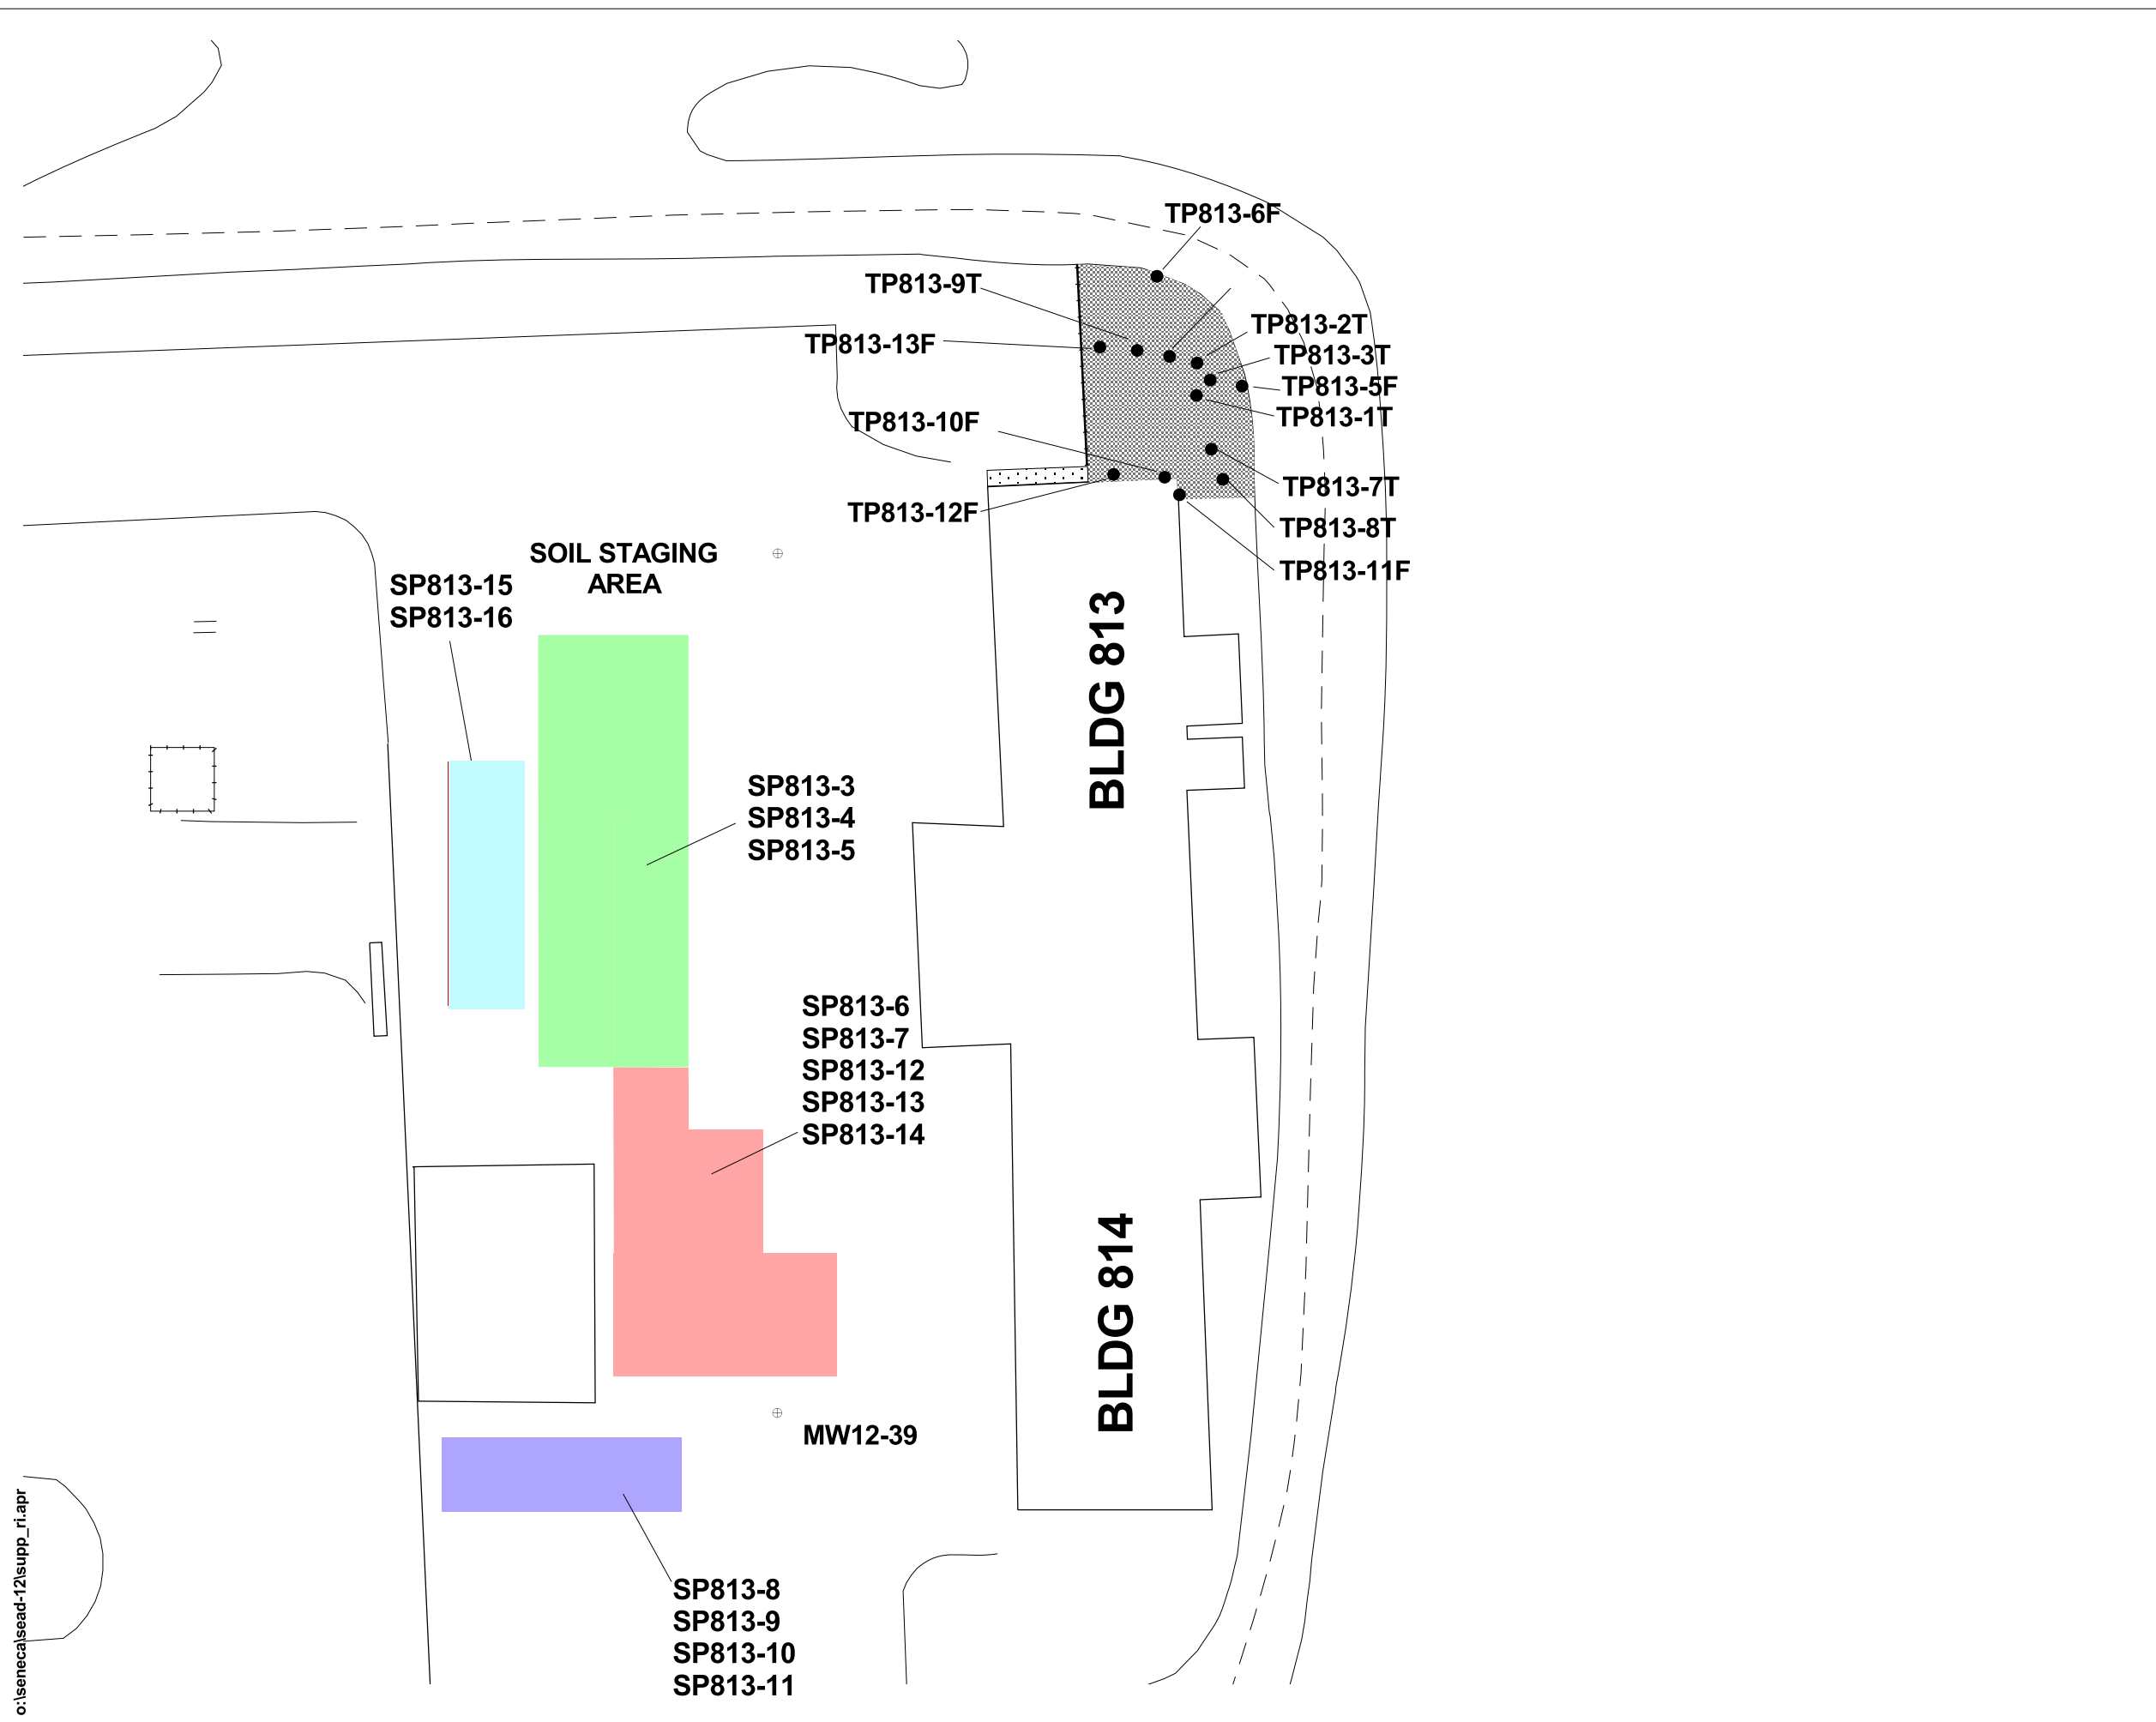 TP813-6F
TP813-9T
TP813-2T
TP813-13F
TP813-3T
TP813-5F
TP813-10F
TP813-1T
TP813-7T
TP813-12F
TP813-8T
TP813-11F
SOIL STAGING
AREA
SP813-15
SP813-16
BLDG 813
SP813-3
SP813-4
SP813-5
SP813-6
SP813-7
SP813-12
SP813-13
SP813-14
BLDG 814
MW12-39
SP813-8
SP813-9
SP813-10
SP813-11
o:\seneca\sead-12\supp_ri.apr